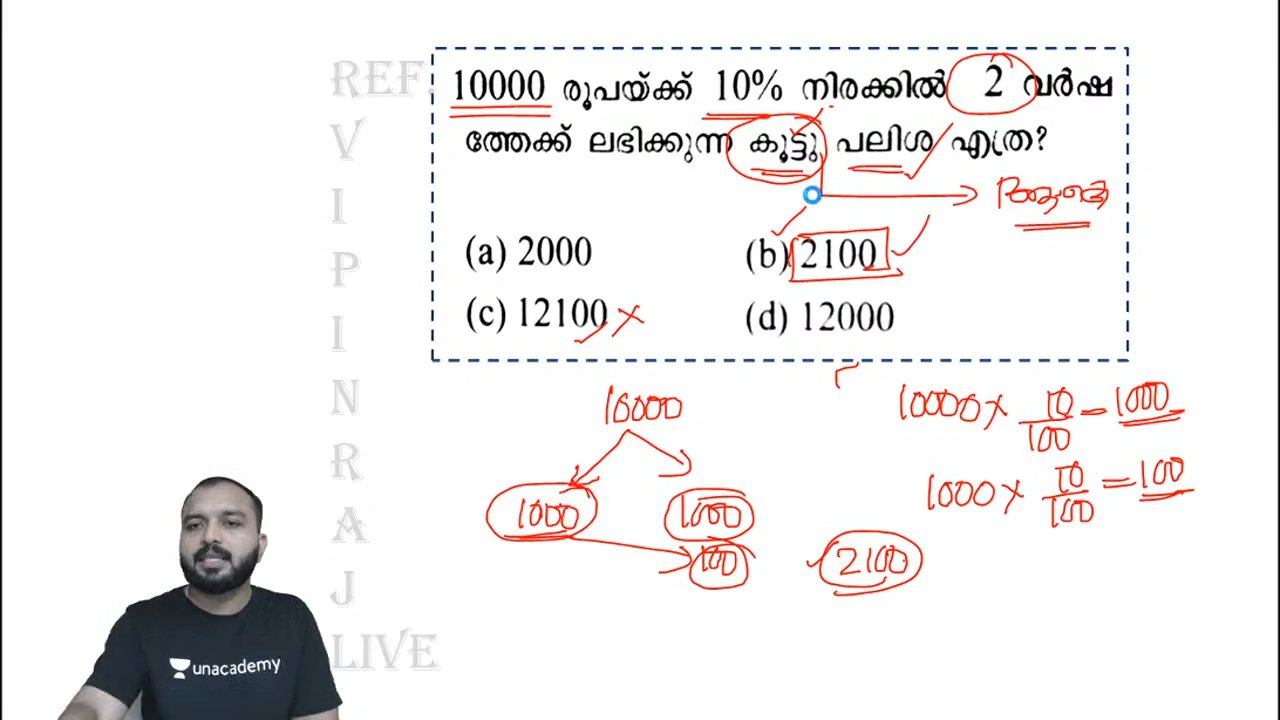 REF.
VIPINRAJ
LIVE
10000 രൂപയ്ക്ക് 10% നിരക്കിൽ 2 വർഷ
ത്തേക്ക് ലഭിക്കുന്ന കൂട്ടു പലിശ എത്ര?
(a) 2000 (b) 2100
(c) 12100 (d) 12000
10000
10000 × 10/100 = 1000
1000 × 10/100 = 100
1000 1000
100 2100
unacademy